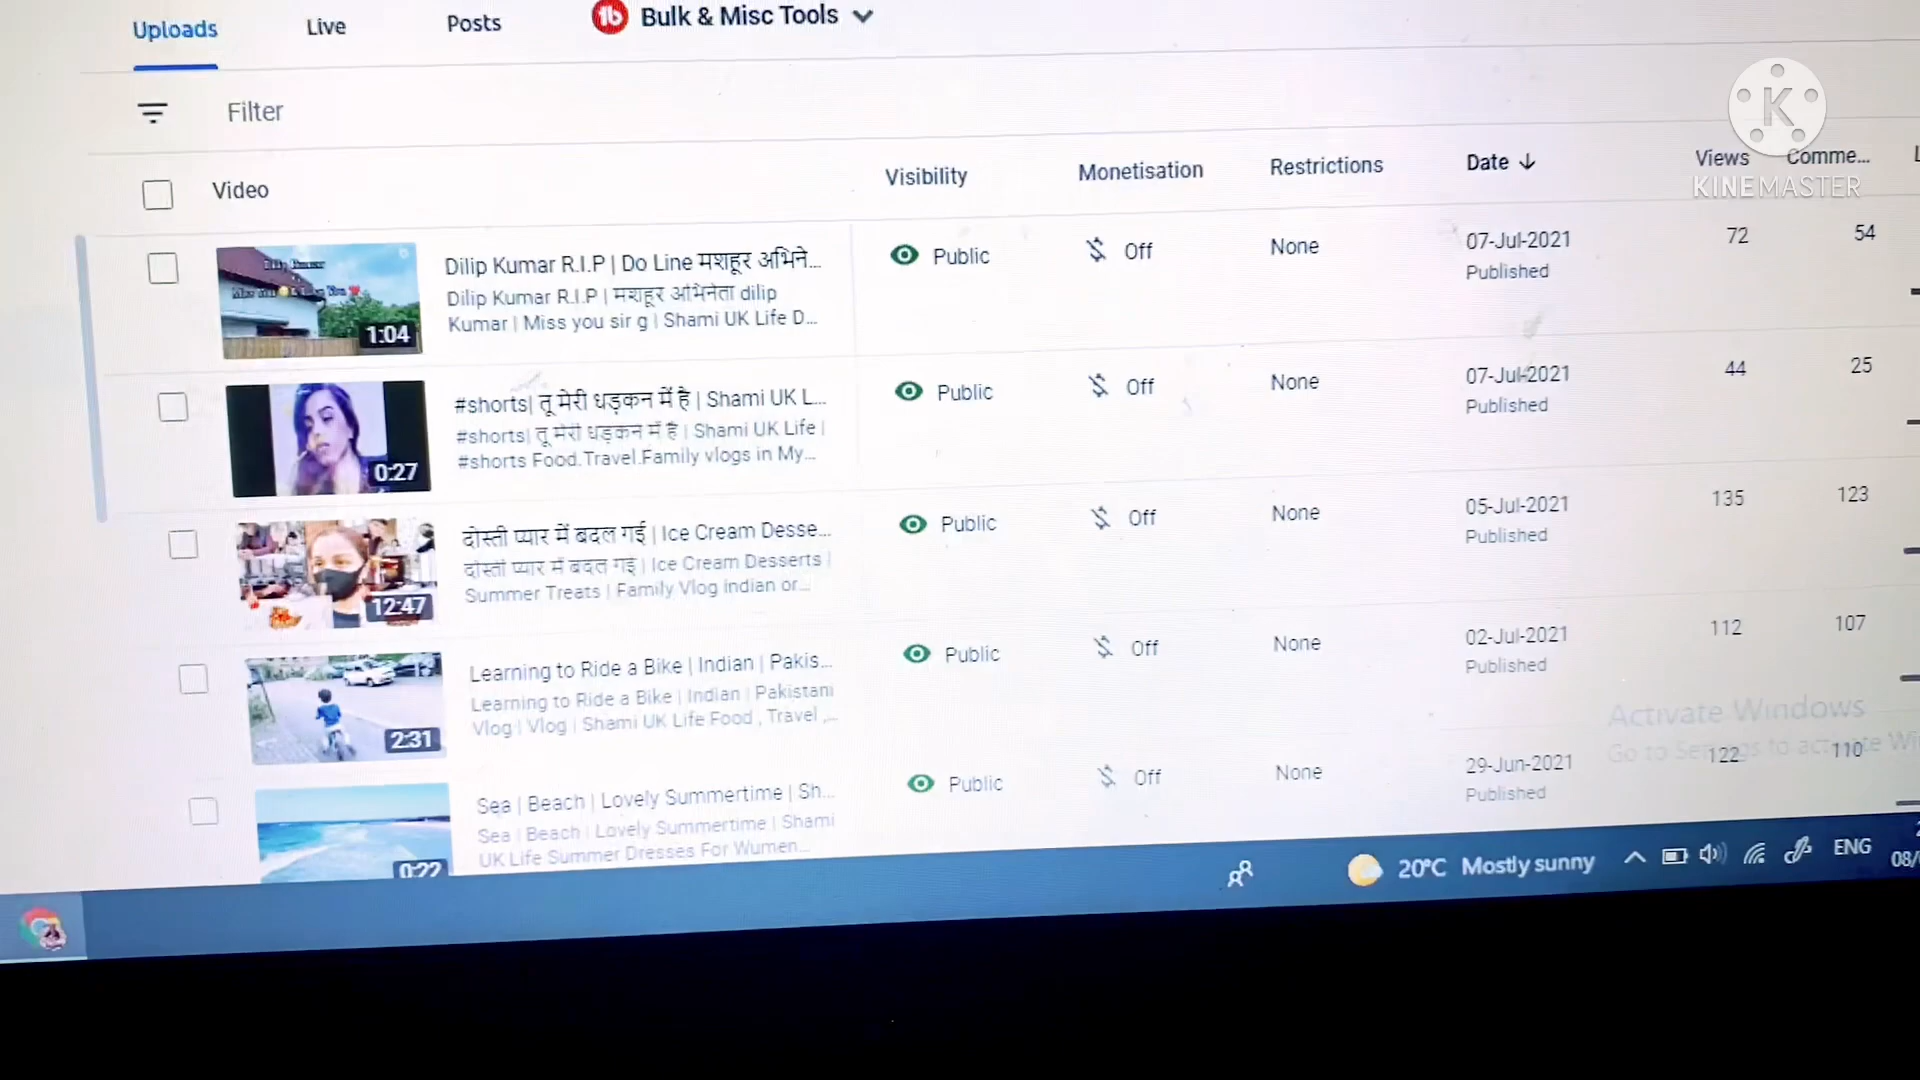 Uploads
Live
Posts
Bulk & Misc Tools
Filter
KINEMASTER
Video
Visibility
Monetisation
Restrictions
Date
Views
Comme...
1:04
Dilip Kumar R.I.P | Do Line मशहूर अभिने...
Dilip Kumar R.I.P | मशहूर अभिनेता dilip
Kumar | Miss you sir g | Shami UK Life D...
Public
Off
None
07-Jul-2021
Published
72
54
0:27
#shorts| तू मेरी धड़कन में है | Shami UK L...
#shorts| तू मेरी धड़कन में है | Shami UK Life |
#shorts Food.Travel.Family vlogs in My...
Public
Off
None
07-Jul-2021
Published
44
25
12:47
दोस्ती प्यार में बदल गई | Ice Cream Desse...
दोस्ती प्यार में बदल गई | Ice Cream Desserts |
Summer Treats | Family Vlog indian or...
Public
Off
None
05-Jul-2021
Published
135
123
2:31
Learning to Ride a Bike | Indian | Pakis...
Learning to Ride a Bike | Indian | Pakistani
Vlog | Vlog | Shami UK Life Food , Travel ,...
Public
Off
None
02-Jul-2021
Published
112
107
Activate Windows
Go to Settings to activate Wi
0:22
Sea | Beach | Lovely Summertime | Sh...
Sea | Beach | Lovely Summertime | Shami
UK Life Summer Dresses For Wumen...
Public
Off
None
29-Jun-2021
Published
122
110
20°C Mostly sunny
ENG
08/